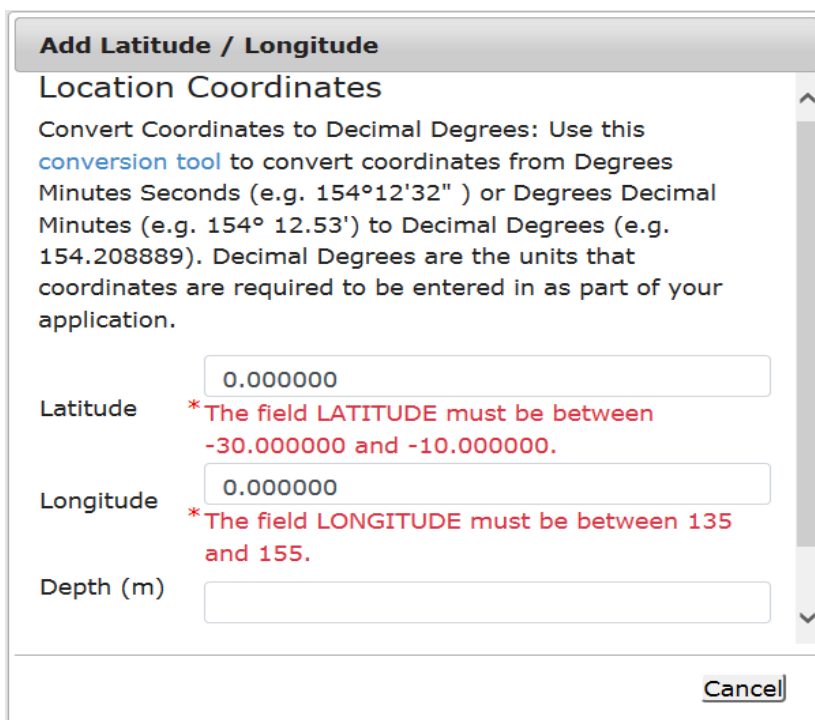 Add Latitude / Longitude
Location Coordinates
Convert Coordinates to Decimal Degrees: Use this
conversion tool to convert coordinates from Degrees
Minutes Seconds (e.g. 154°12'32" ) or Degrees Decimal
Minutes (e.g. 154° 12.53') to Decimal Degrees (e.g.
154.208889). Decimal Degrees are the units that
coordinates are required to be entered in as part of your
application.
0.000000
Latitude
*The field LATITUDE must be between
-30.000000 and -10.000000.
0.000000
Longitude
*The field LONGITUDE must be between 135
and 155.
Depth (m)
Cancel